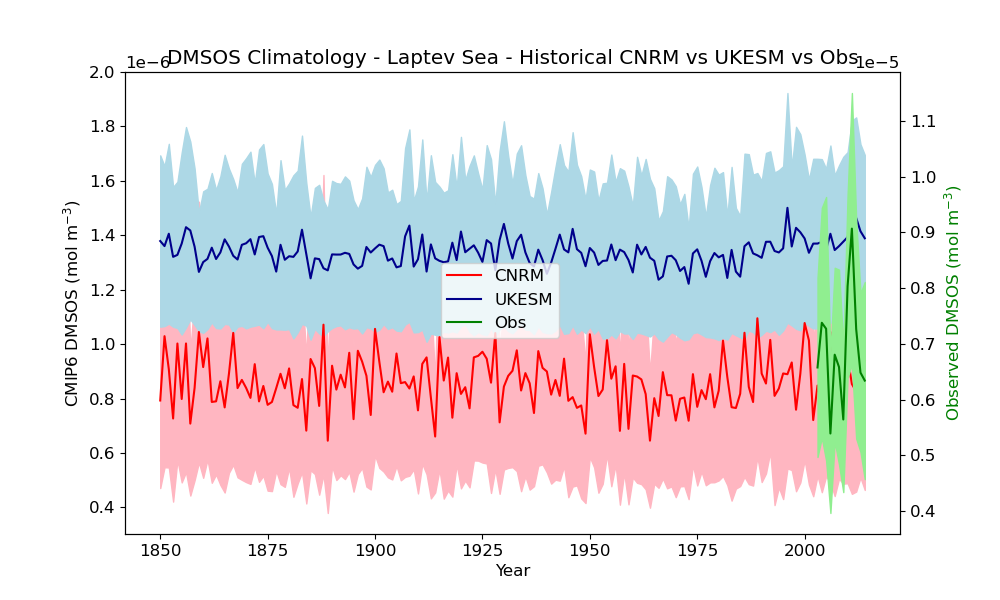 DMSOS Climatology - Laptev Sea - Historical CNRM vs UKESM vs Obs
1e−6
1e−5
2.0
1.8
1.6
1.4
1.2
1.0
0.8
0.6
0.4
CMIP6 DMSOS (mol m⁻³)
CNRM
UKESM
Obs
1.1
1.0
0.9
0.8
0.7
0.6
0.5
0.4
Observed DMSOS (mol m⁻³)
1850 1875 1900 1925 1950 1975 2000
Year